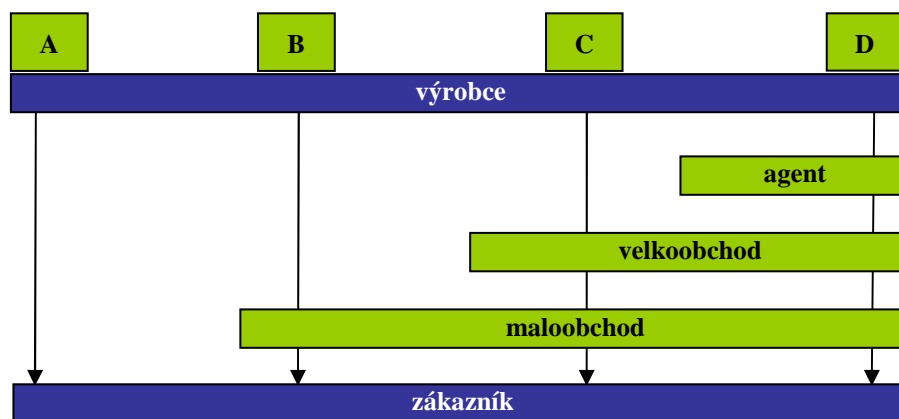 A B C D
výrobce
agent
velkoobchod
maloobchod
zákazník